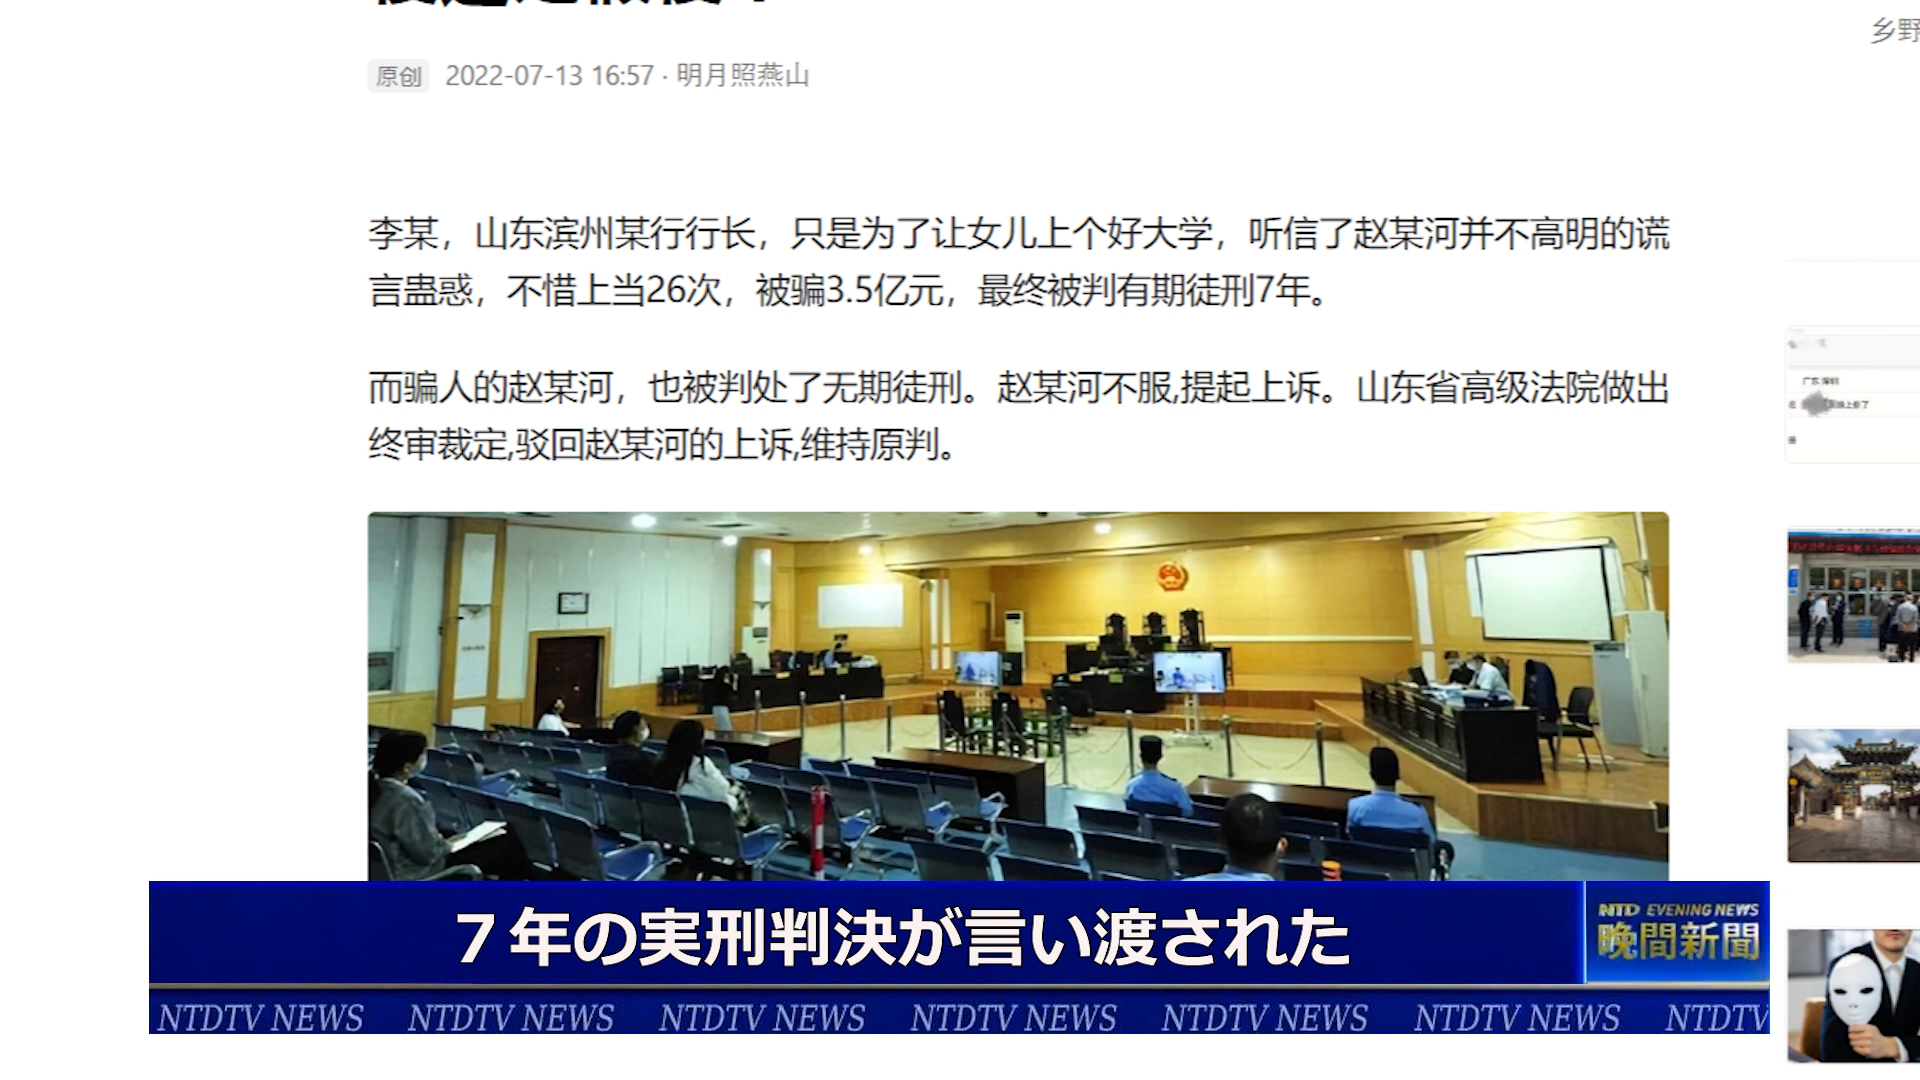 原创 2022-07-13 16:57 · 明月照燕山
乡野
李某，山东滨州某行行长，只是为了让女儿上个好大学，听信了赵某河并不高明的谎
言蛊惑，不惜上当26次，被骗3.5亿元，最终被判有期徒刑7年。
而骗人的赵某河，也被判处了无期徒刑。赵某河不服,提起上诉。山东省高级法院做出
终审裁定,驳回赵某河的上诉,维持原判。
广东 深圳
７年の実刑判決が言い渡された
NTD EVENING NEWS
晚間新聞
NTDTV NEWS NTDTV NEWS NTDTV NEWS NTDTV NEWS NTDTV NEWS NTDTV NEWS NTDTV